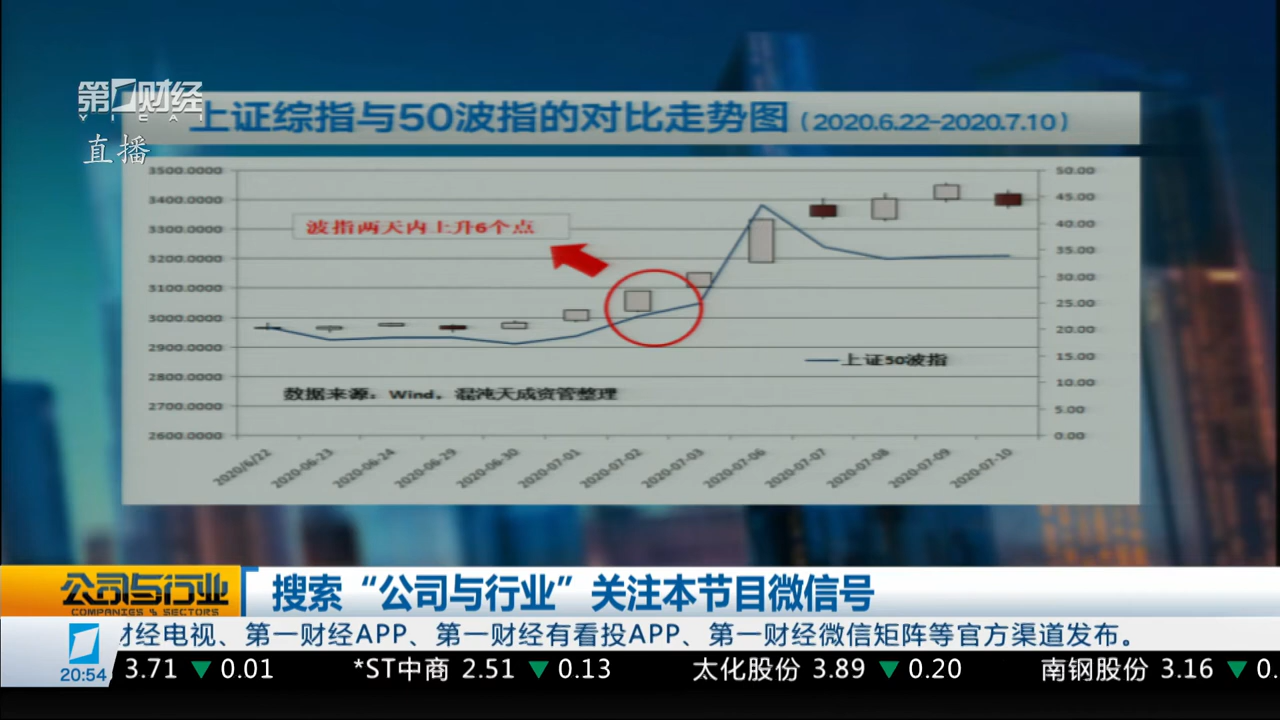 第一财经
YICAI
直播
上证综指与50波指的对比走势图(2020.6.22-2020.7.10)
3500.0000
3400.0000
3300.0000
3200.0000
3100.0000
3000.0000
2900.0000
2800.0000
2700.0000
2600.0000
50.00
45.00
40.00
35.00
30.00
25.00
20.00
15.00
10.00
5.00
0.00
波指两天内上升6个点
上证50波指
数据来源:Wind,混沌天成资管整理
2020/6/22
2020-06-23
2020-06-24
2020-06-29
2020-06-30
2020-07-01
2020-07-02
2020-07-03
2020-07-06
2020-07-07
2020-07-08
2020-07-09
2020-07-10
公司与行业
COMPANIES & SECTORS
搜索“公司与行业”关注本节目微信号
财经电视、第一财经APP、第一财经有看投APP、第一财经微信矩阵等官方渠道发布。
20:54
3.71 ▼ 0.01 *ST中商 2.51 ▼ 0.13 太化股份 3.89 ▼ 0.20 南钢股份 3.16 ▼ 0.